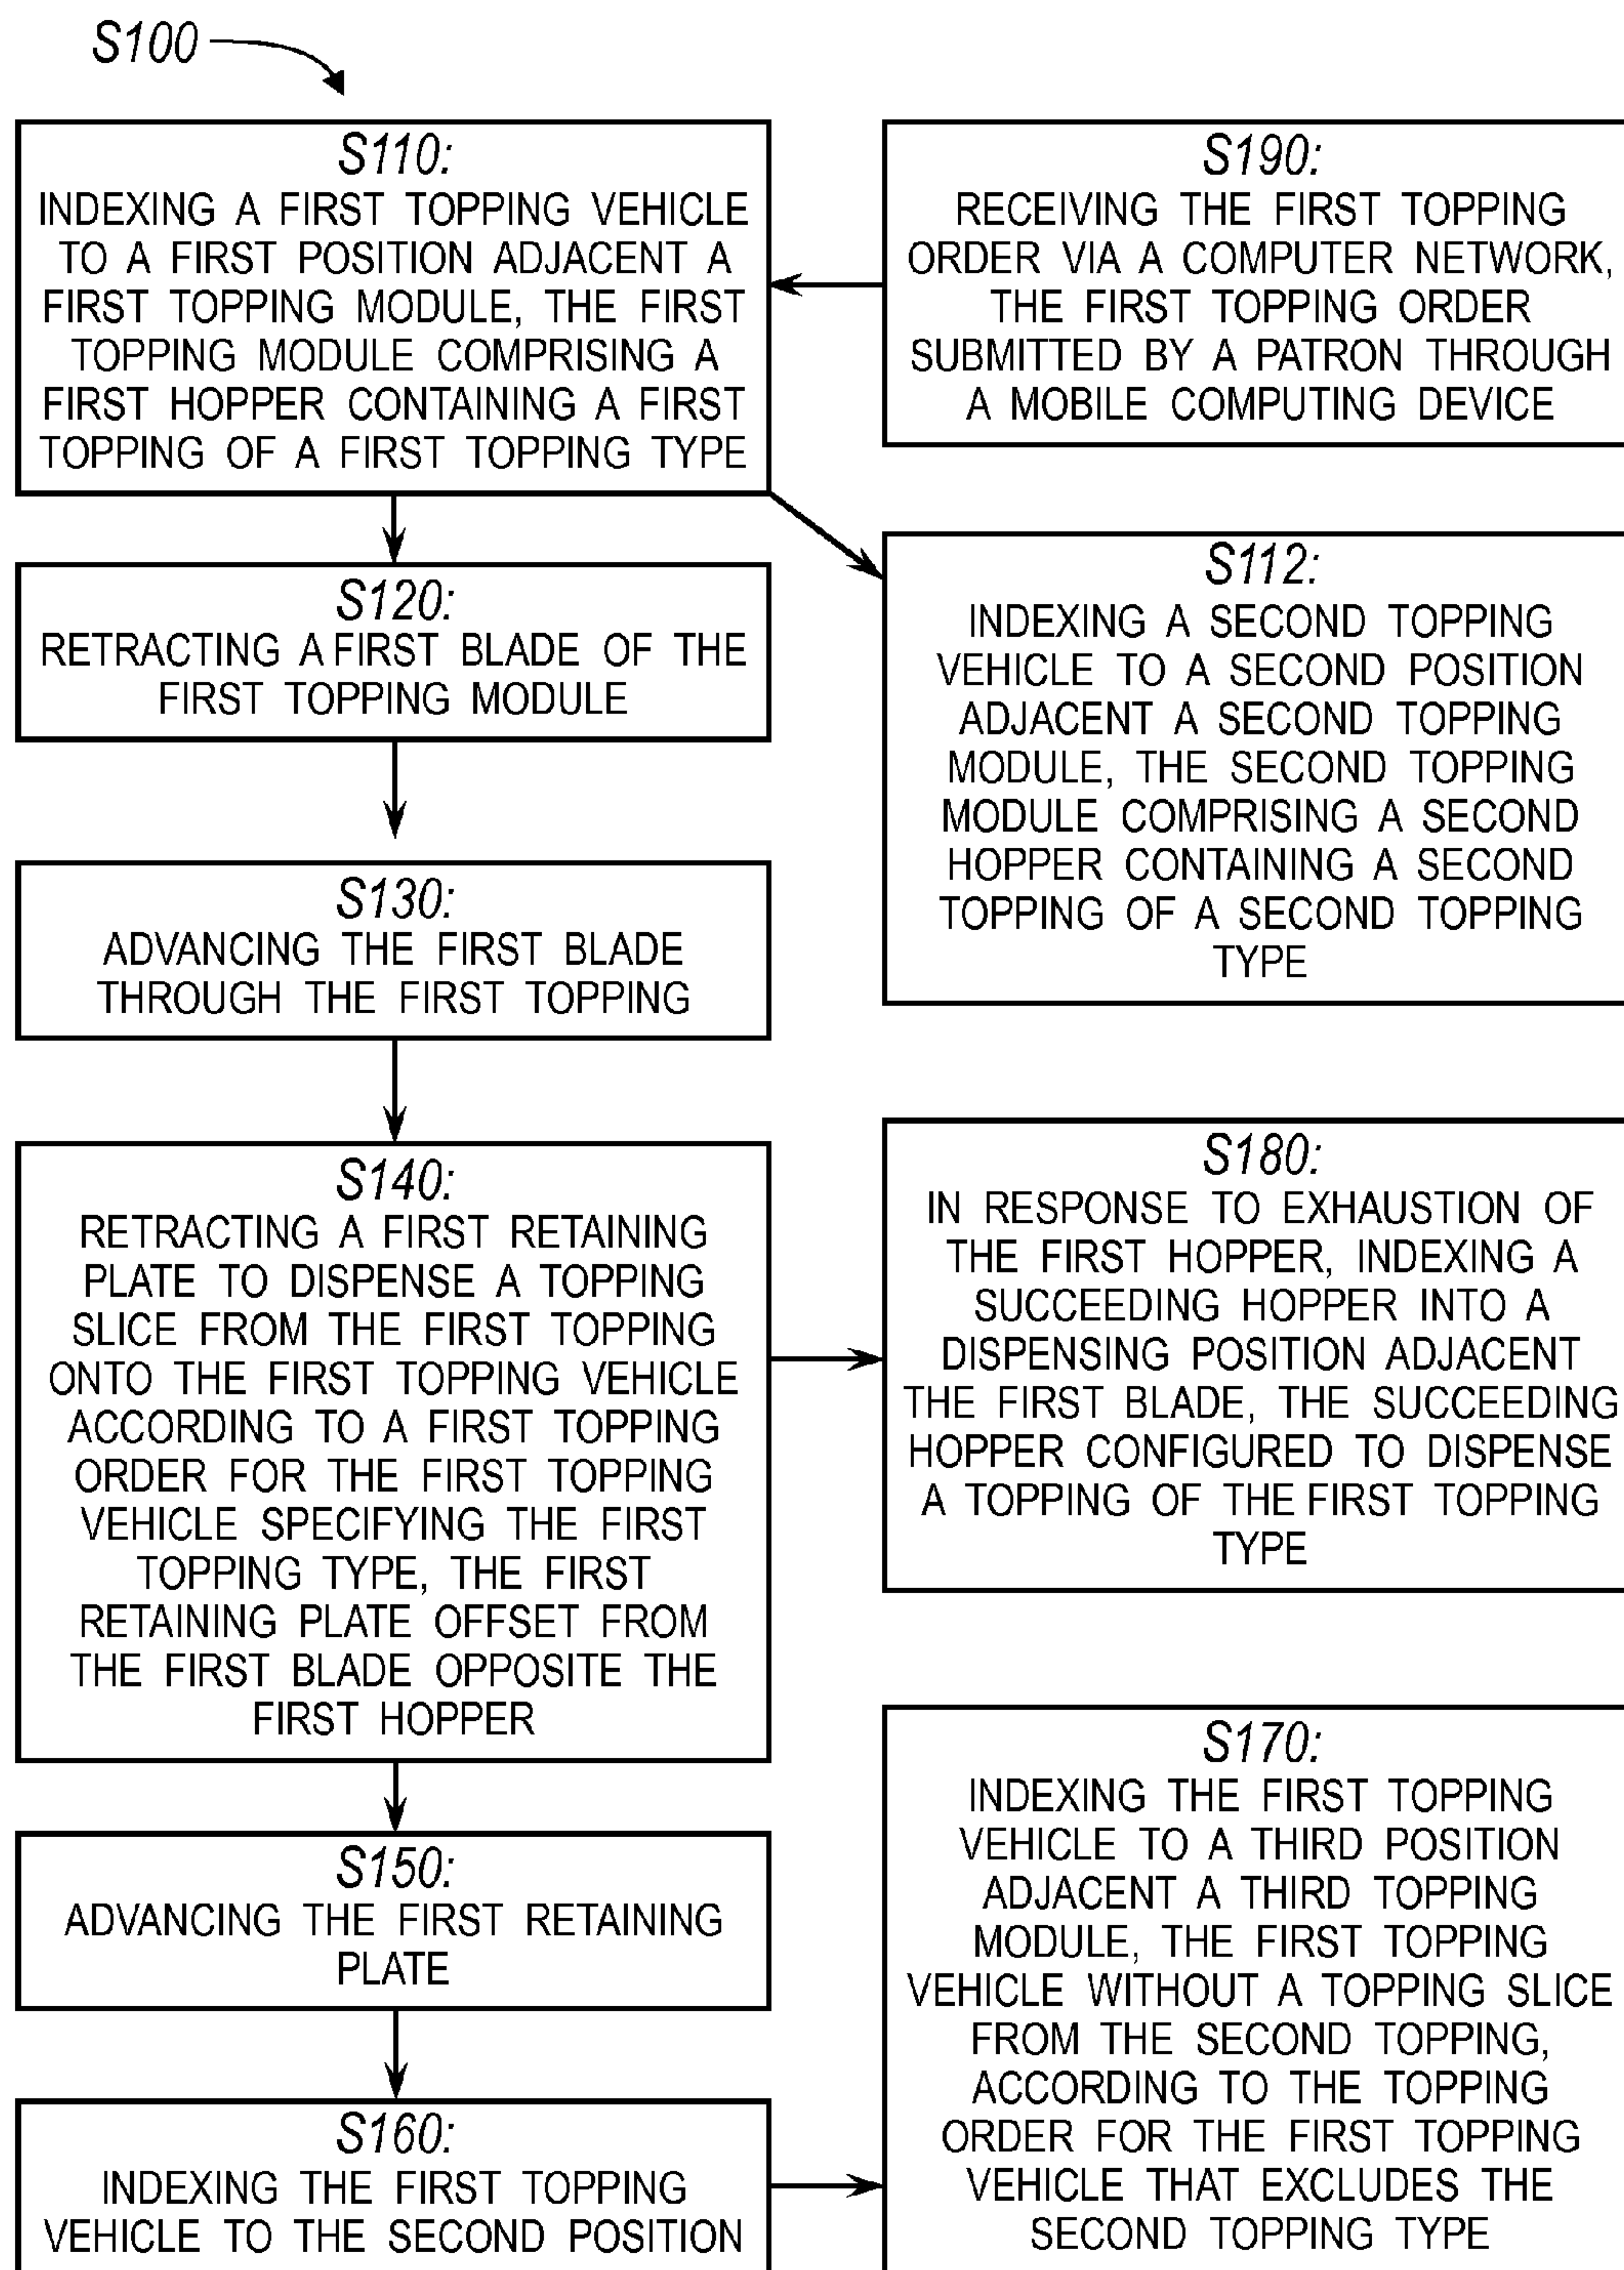 S100
S110:
INDEXING A FIRST TOPPING VEHICLE
TO A FIRST POSITION ADJACENT A
FIRST TOPPING MODULE, THE FIRST
TOPPING MODULE COMPRISING A
FIRST HOPPER CONTAINING A FIRST
TOPPING OF A FIRST TOPPING TYPE
S190:
RECEIVING THE FIRST TOPPING
ORDER VIA A COMPUTER NETWORK,
THE FIRST TOPPING ORDER
SUBMITTED BY A PATRON THROUGH
A MOBILE COMPUTING DEVICE
S120:
RETRACTING A FIRST BLADE OF THE
FIRST TOPPING MODULE
S112:
INDEXING A SECOND TOPPING
VEHICLE TO A SECOND POSITION
ADJACENT A SECOND TOPPING
MODULE, THE SECOND TOPPING
MODULE COMPRISING A SECOND
HOPPER CONTAINING A SECOND
TOPPING OF A SECOND TOPPING
TYPE
S130:
ADVANCING THE FIRST BLADE
THROUGH THE FIRST TOPPING
S140:
RETRACTING A FIRST RETAINING
PLATE TO DISPENSE A TOPPING
SLICE FROM THE FIRST TOPPING
ONTO THE FIRST TOPPING VEHICLE
ACCORDING TO A FIRST TOPPING
ORDER FOR THE FIRST TOPPING
VEHICLE SPECIFYING THE FIRST
TOPPING TYPE, THE FIRST
RETAINING PLATE OFFSET FROM
THE FIRST BLADE OPPOSITE THE
FIRST HOPPER
S180:
IN RESPONSE TO EXHAUSTION OF
THE FIRST HOPPER, INDEXING A
SUCCEEDING HOPPER INTO A
DISPENSING POSITION ADJACENT
THE FIRST BLADE, THE SUCCEEDING
HOPPER CONFIGURED TO DISPENSE
A TOPPING OF THE FIRST TOPPING
TYPE
S150:
ADVANCING THE FIRST RETAINING
PLATE
S170:
INDEXING THE FIRST TOPPING
VEHICLE TO A THIRD POSITION
ADJACENT A THIRD TOPPING
MODULE, THE FIRST TOPPING
VEHICLE WITHOUT A TOPPING SLICE
FROM THE SECOND TOPPING,
ACCORDING TO THE TOPPING
ORDER FOR THE FIRST TOPPING
VEHICLE THAT EXCLUDES THE
SECOND TOPPING TYPE
S160:
INDEXING THE FIRST TOPPING
VEHICLE TO THE SECOND POSITION